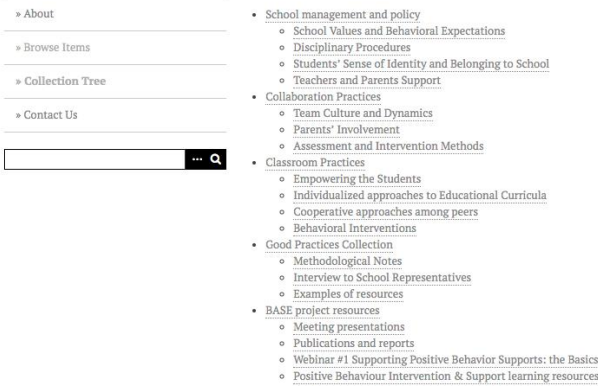 » About
» Browse Items
» Collection Tree
» Contact Us
...
• School management and policy
◦ School Values and Behavioral Expectations
◦ Disciplinary Procedures
◦ Students’ Sense of Identity and Belonging to School
◦ Teachers and Parents Support
• Collaboration Practices
◦ Team Culture and Dynamics
◦ Parents’ Involvement
◦ Assessment and Intervention Methods
• Classroom Practices
◦ Empowering the Students
◦ Individualized approaches to Educational Curricula
◦ Cooperative approaches among peers
◦ Behavioral Interventions
• Good Practices Collection
◦ Methodological Notes
◦ Interview to School Representatives
◦ Examples of resources
• BASE project resources
◦ Meeting presentations
◦ Publications and reports
◦ Webinar #1 Supporting Positive Behavior Supports: the Basics
◦ Positive Behaviour Intervention & Support learning resources